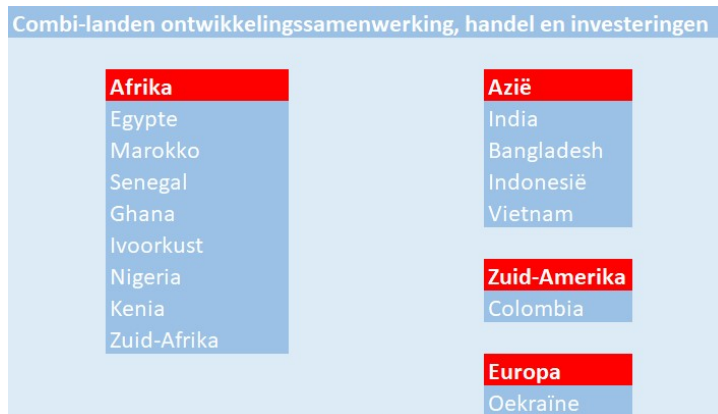 Combi-landen ontwikkelingssamenwerking, handel en investeringen
Afrika
Egypte
Marokko
Senegal
Ghana
Ivoorkust
Nigeria
Kenia
Zuid-Afrika
Azië
India
Bangladesh
Indonesië
Vietnam
Zuid-Amerika
Colombia
Europa
Oekraïne